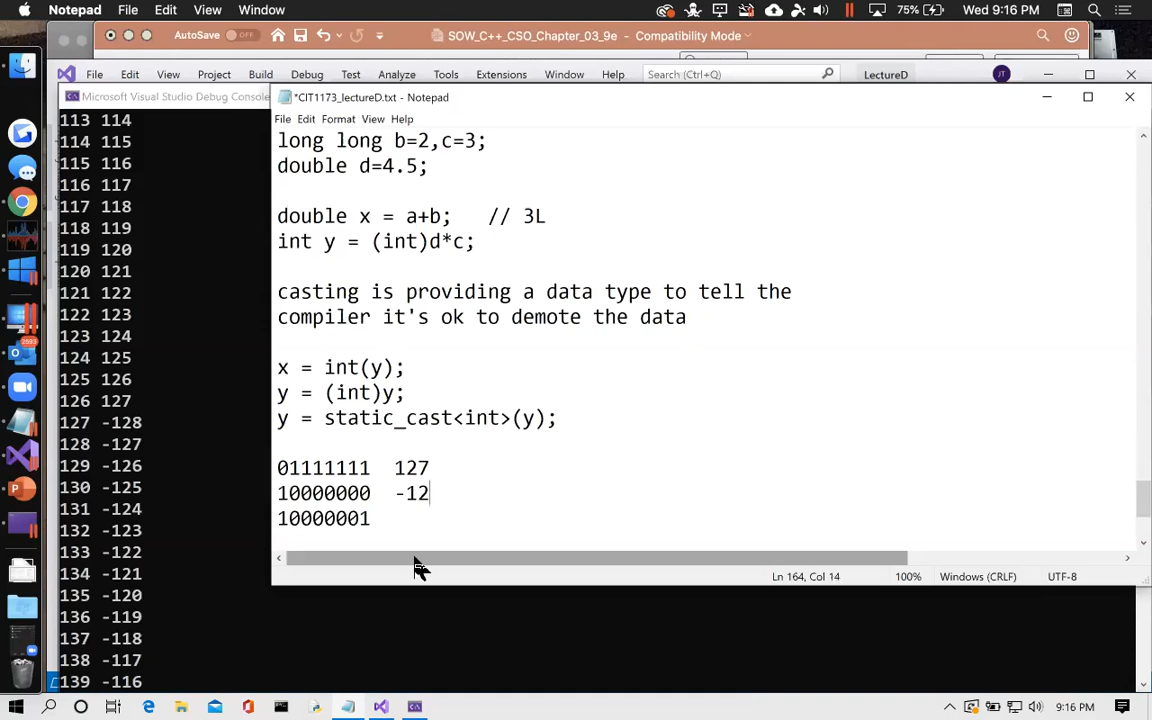 Notepad File Edit View Window 75% Wed 9:16 PM
AutoSave OFF SOW_C++_CSO_Chapter_03_9e - Compatibility Mode
File Edit View Project Build Debug Test Analyze Tools Extensions Window Help Search (Ctrl+Q) LectureD JT
Microsoft Visual Studio Debug Console
*CIT1173_lectureD.txt - Notepad
File Edit Format View Help
113 114
114 115
115 116
116 117
117 118
118 119
119 120
120 121
121 122
122 123
123 124
124 125
125 126
126 127
127 -128
128 -127
129 -126
130 -125
131 -124
132 -123
133 -122
134 -121
135 -120
136 -119
137 -118
138 -117
139 -116
long long b=2,c=3;
double d=4.5;
double x = a+b; // 3L
int y = (int)d*c;
casting is providing a data type to tell the
compiler it's ok to demote the data
x = int(y);
y = (int)y;
y = static_cast<int>(y);
01111111 127
10000000 -12
10000001
Ln 164, Col 14 100% Windows (CRLF) UTF-8
2693
9:16 PM